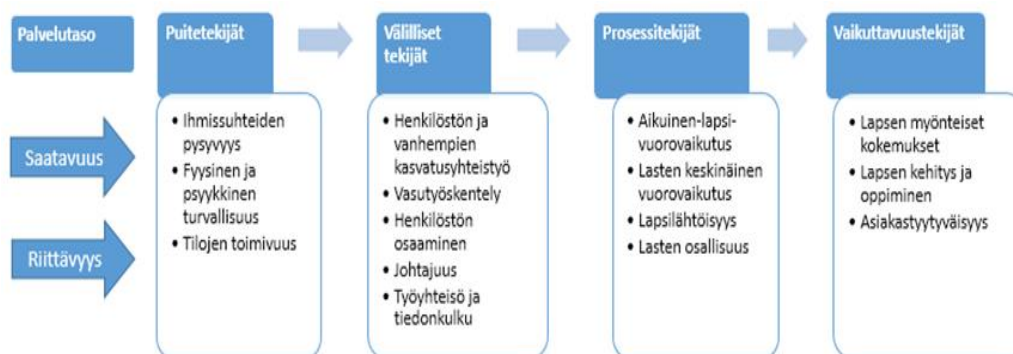 Palvelutaso
Saatavuus
Riittävyys
Puitetekijät
• Ihmissuhteiden
pysyvyys
• Fyysinen ja
psyykkinen
turvallisuus
• Tilojen toimivuus
Välilliset
tekijät
• Henkilöstön ja
vanhempien
kasvatusyhteistyö
• Vasutyöskentely
• Henkilöstön
osaaminen
• Johtajuus
• Työyhteisö ja
tiedonkulku
Prosessitekijät
• Aikuinen-lapsi-
vuorovaikutus
• Lasten keskinäinen
vuorovaikutus
• Lapsilähtöisyys
• Lasten osallisuus
Vaikuttavuustekijät
• Lapsen myönteiset
kokemukset
• Lapsen kehitys ja
oppiminen
• Asiakastyytyväisyys